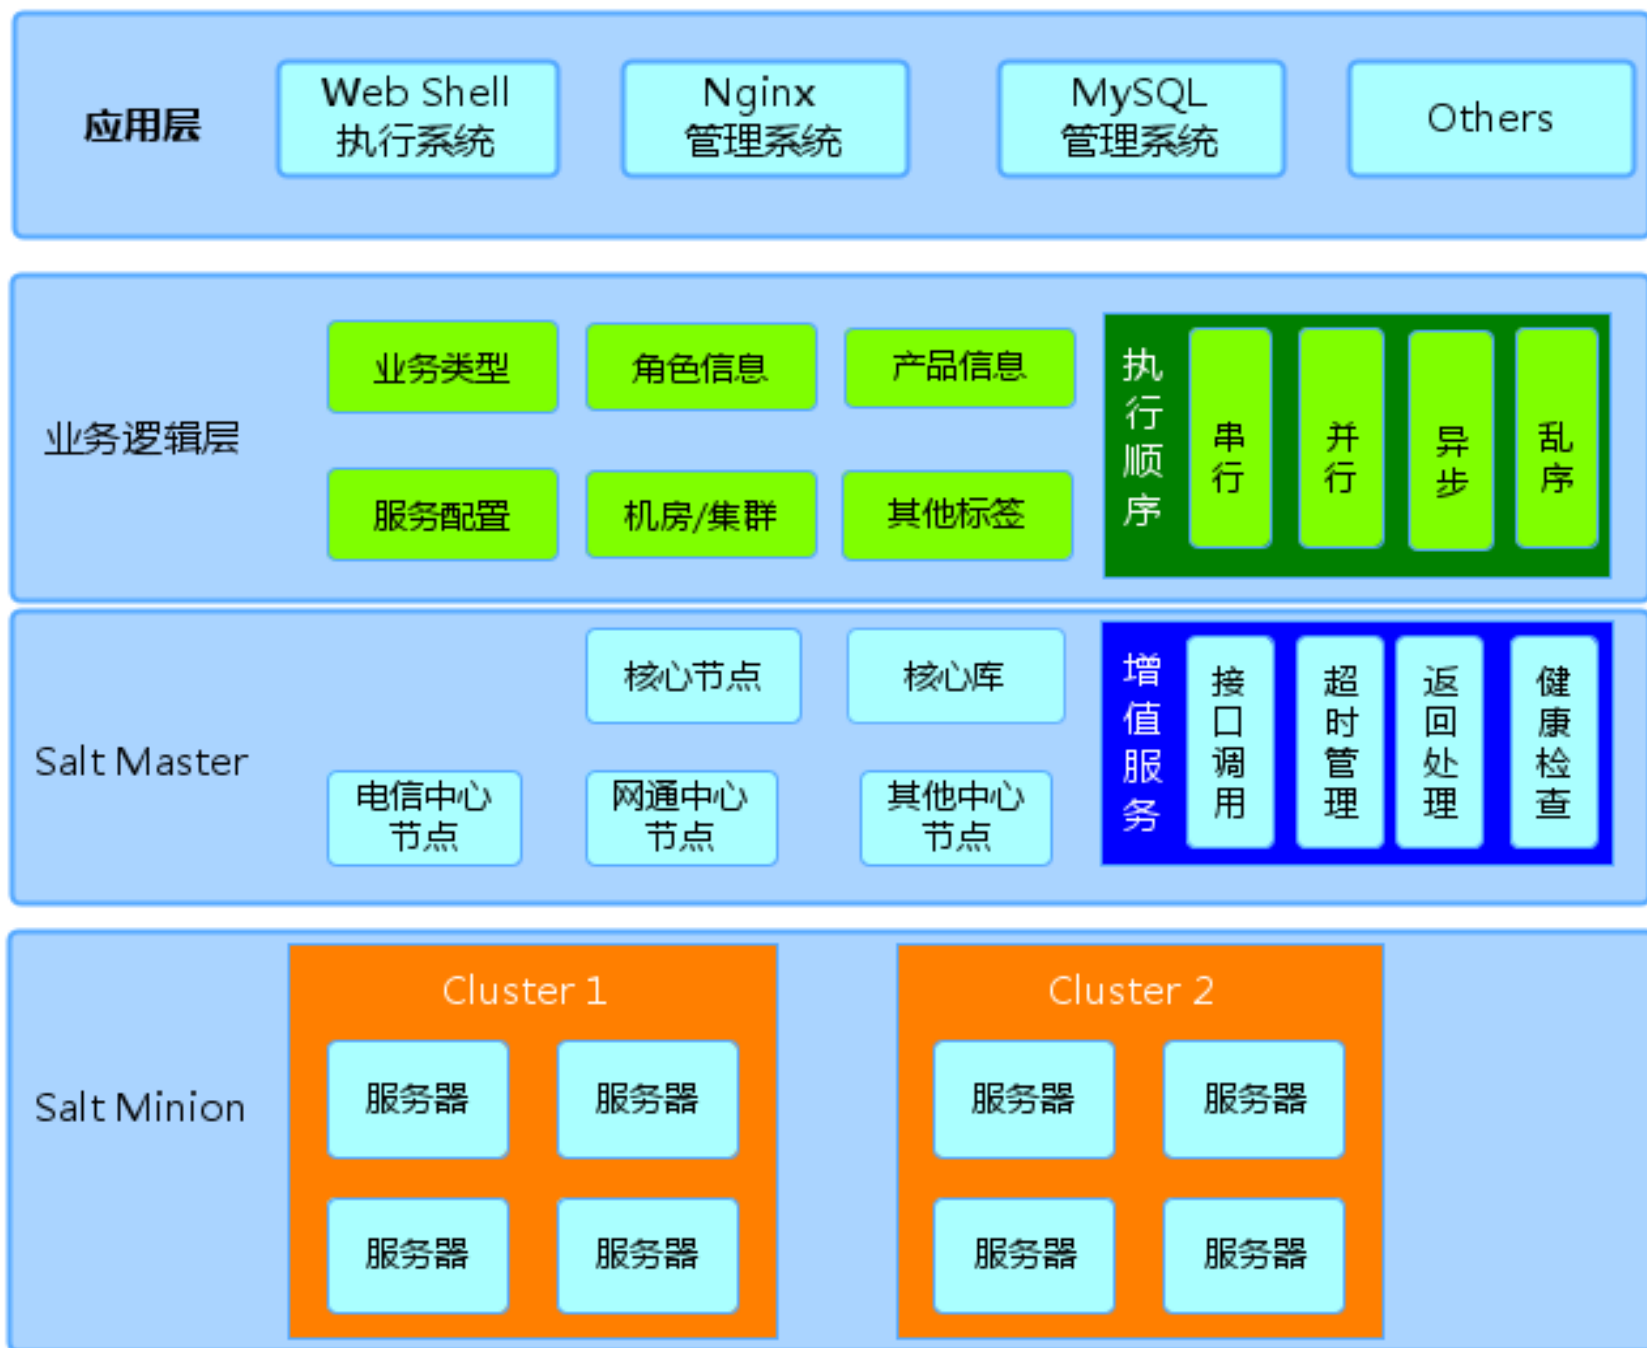 应用层
Web Shell
执行系统
Nginx
管理系统
MySQL
管理系统
Others
业务逻辑层
业务类型
角色信息
产品信息
服务配置
机房/集群
其他标签
执行顺序
串行
并行
异步
乱序
Salt Master
核心节点
核心库
电信中心
节点
网通中心
节点
其他中心
节点
增值服务
接口调用
超时管理
返回处理
健康检查
Salt Minion
Cluster 1
服务器
服务器
服务器
服务器
Cluster 2
服务器
服务器
服务器
服务器